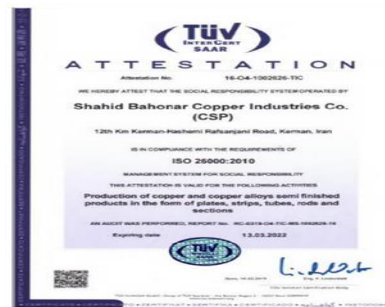 TÜV
INTERCERT
SAAR
ATTESTATION
Attestation No. 16-04-1002626-TIC
WE HEREBY ATTEST THAT THE SOCIAL RESPONSIBILITY SYSTEM OPERATED BY
Shahid Bahonar Copper Industries Co.
(CSP)
12th Km Kerman-Hashemi Rafsanjani Road, Kerman, Iran
IS IN COMPLIANCE WITH THE REQUIREMENTS OF
ISO 26000:2010
MANAGEMENT SYSTEM FOR SOCIAL RESPONSIBILITY
THIS ATTESTATION IS VALID FOR THE FOLLOWING ACTIVITIES
Production of copper and copper alloys semi finished
products in the form of plates, strips, tubes, rods and
sections
AN AUDIT WAS PERFORMED, REPORT No.
Expiring date: 13.03.2022
TÜV